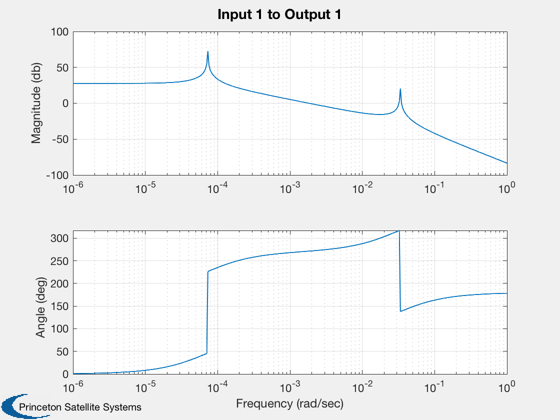 Input 1 to Output 1
Magnitude (db)
100
50
0
-50
-100
10^-6 10^-5 10^-4 10^-3 10^-2 10^-1 10^0
Angle (deg)
300
250
200
150
100
50
0
10^-6 10^-5 10^-4 10^-3 10^-2 10^-1 10^0
Frequency (rad/sec)
Princeton Satellite Systems